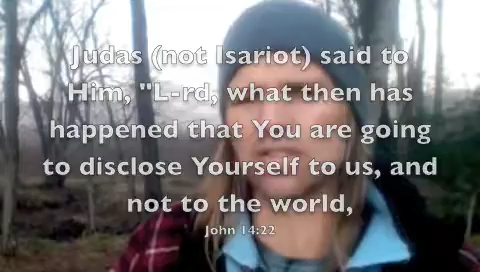 Judas (not Isariot) said to
Him, "L-rd, what then has
happened that You are going
to disclose Yourself to us, and
not to the world,
John 14:22